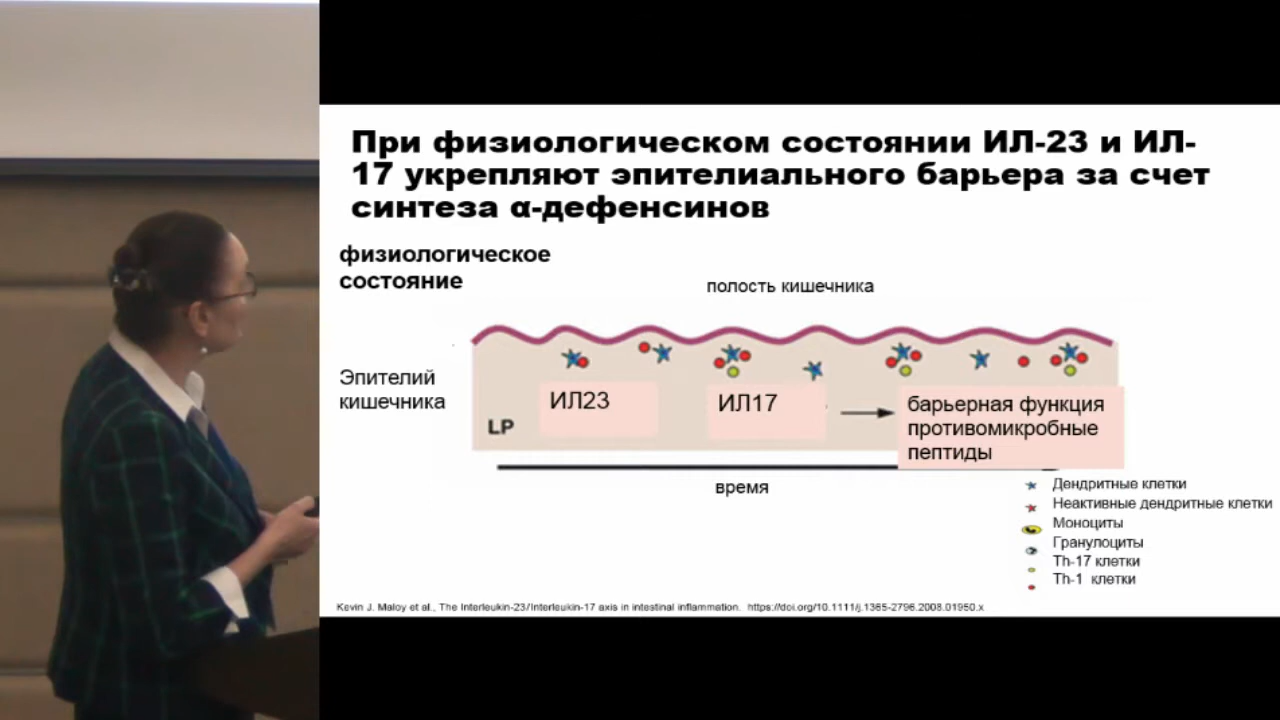 При физиологическом состоянии ИЛ-23 и ИЛ-
17 укрепляют эпителиального барьера за счет
синтеза α-дефенсинов
физиологическое
состояние
полость кишечника
Эпителий
кишечника
ИЛ23
ИЛ17
барьерная функция
противомикробные
пептиды
LP
время
Дендритные клетки
Неактивные дендритные клетки
Моноциты
Гранулоциты
Th-17 клетки
Th-1 клетки
Kevin J. Maloy et al., The Interleukin-23/Interleukin-17 axis in intestinal inflammation. https://doi.org/10.1111/j.1365-2796.2008.01950.x